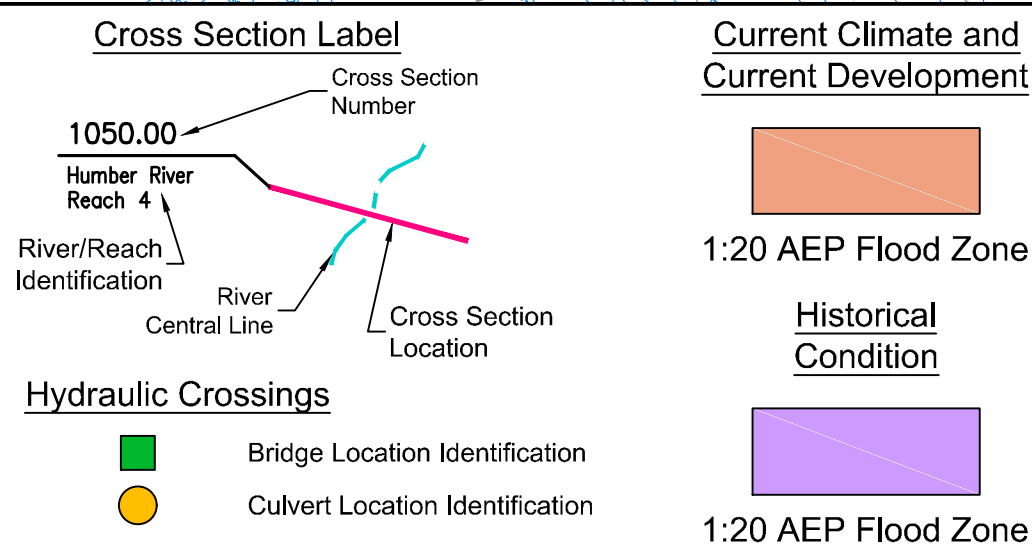 Cross Section Label
Cross Section
Number
1050.00
Humber River
Reach 4
River/Reach
Identification
River
Central Line
Cross Section
Location
Hydraulic Crossings
Bridge Location Identification
Culvert Location Identification
Current Climate and
Current Development
1:20 AEP Flood Zone
Historical
Condition
1:20 AEP Flood Zone